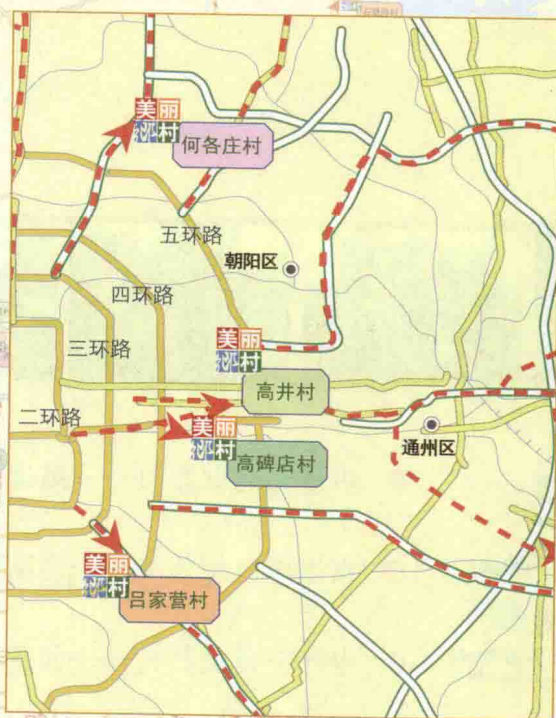 美丽
乡村
何各庄村
五环路
朝阳区
四环路
美丽
乡村
三环路
高井村
二环路
美丽
乡村
通州区
高碑店村
美丽
乡村
吕家营村